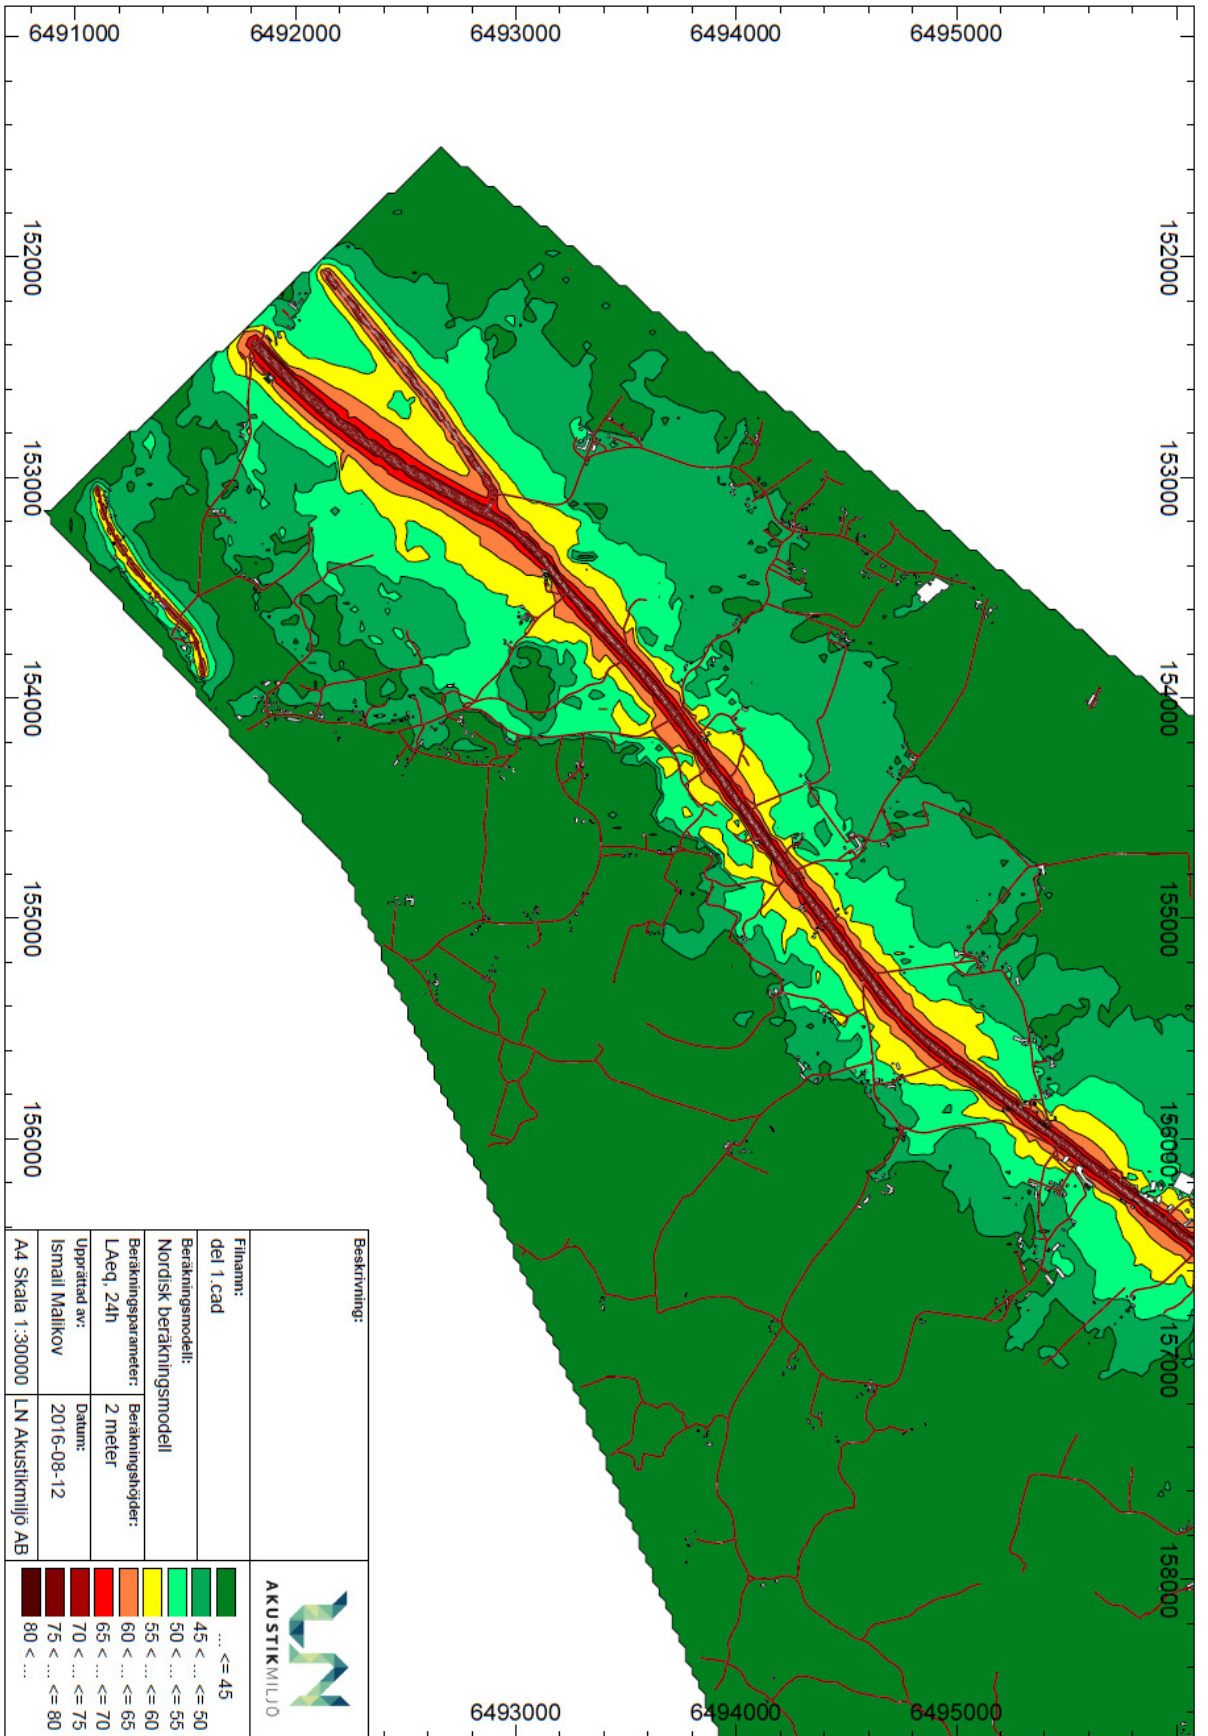 6491000 6492000 6493000 6494000 6495000
152000 152000
153000 153000
154000 154000
155000 155000
156000 156000
157000
158000
6493000 6494000 6495000
Beskrivning:
Filnamn:
del 1.cad
Beräkningsmodell:
Nordisk beräkningsmodell
Beräkningsparameter: Beräkningshöjder:
LAeq, 24h 2 meter
Upprättad av: Datum:
Ismail Malikov 2016-08-12
A4 Skala 1:30000 LN Akustikmiljö AB
AKUSTIKMILJÖ
... <= 45
45 < ... <= 50
50 < ... <= 55
55 < ... <= 60
60 < ... <= 65
65 < ... <= 70
70 < ... <= 75
75 < ... <= 80
80 < ...